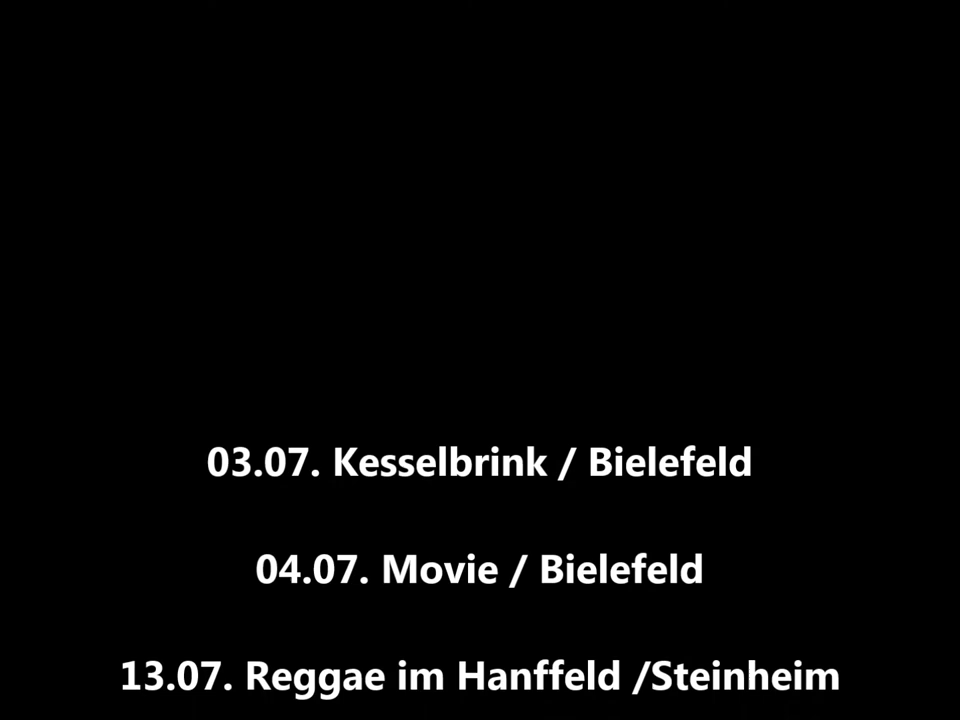 03.07. Kesselbrink / Bielefeld
04.07. Movie / Bielefeld
13.07. Reggae im Hanffeld /Steinheim